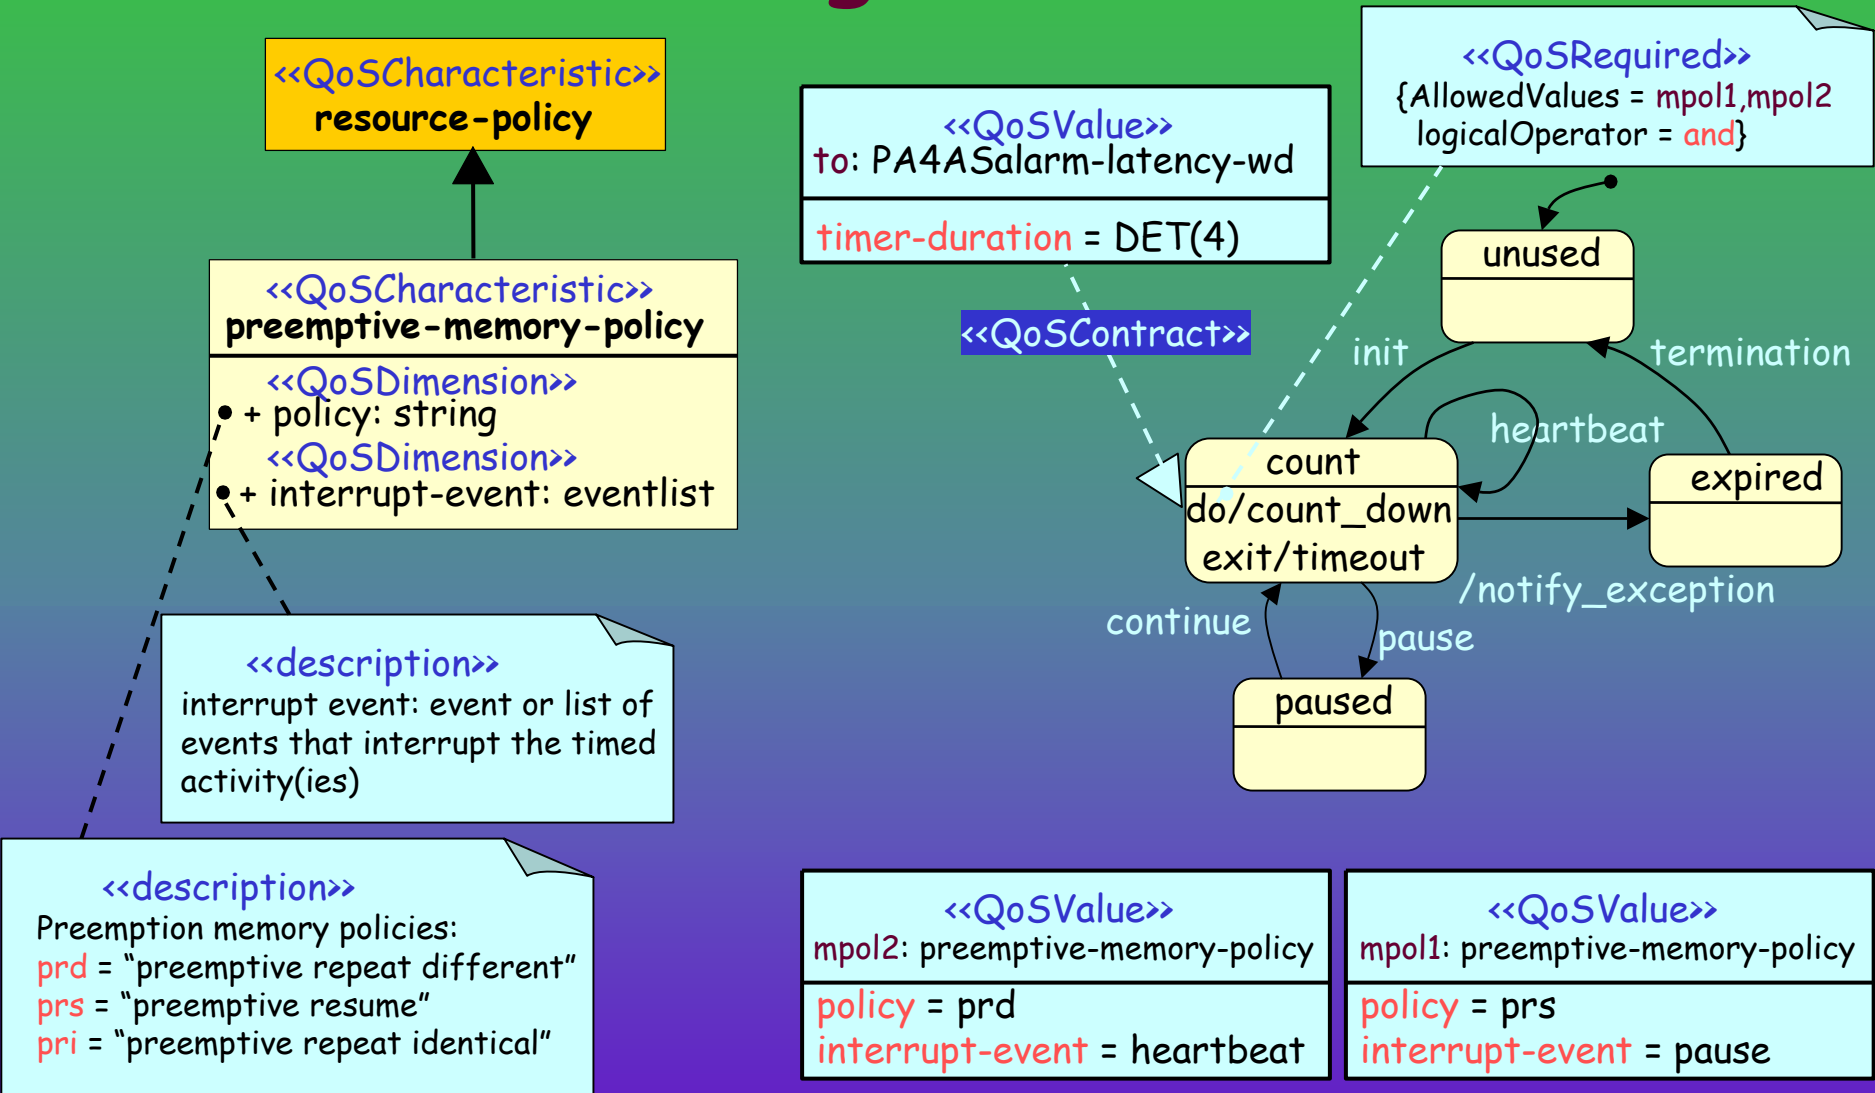 <<QoSCharacteristic>>
resource-policy
<<QoSCharacteristic>>
preemptive-memory-policy
<<QoSDimension>>
+ policy: string
<<QoSDimension>>
+ interrupt-event: eventlist
<<description>>
interrupt event: event or list of
events that interrupt the timed
activity(ies)
<<description>>
Preemption memory policies:
prd = “preemptive repeat different”
prs = “preemptive resume”
pri = “preemptive repeat identical”
<<QoSValue>>
to: PA4ASalarm-latency-wd
timer-duration = DET(4)
<<QoSContract>>
<<QoSRequired>>
{AllowedValues = mpol1,mpol2
logicalOperator = and}
unused
init
termination
heartbeat
count
do/count_down
exit/timeout
expired
/notify_exception
continue
pause
paused
<<QoSValue>>
mpol2: preemptive-memory-policy
policy = prd
interrupt-event = heartbeat
<<QoSValue>>
mpol1: preemptive-memory-policy
policy = prs
interrupt-event = pause